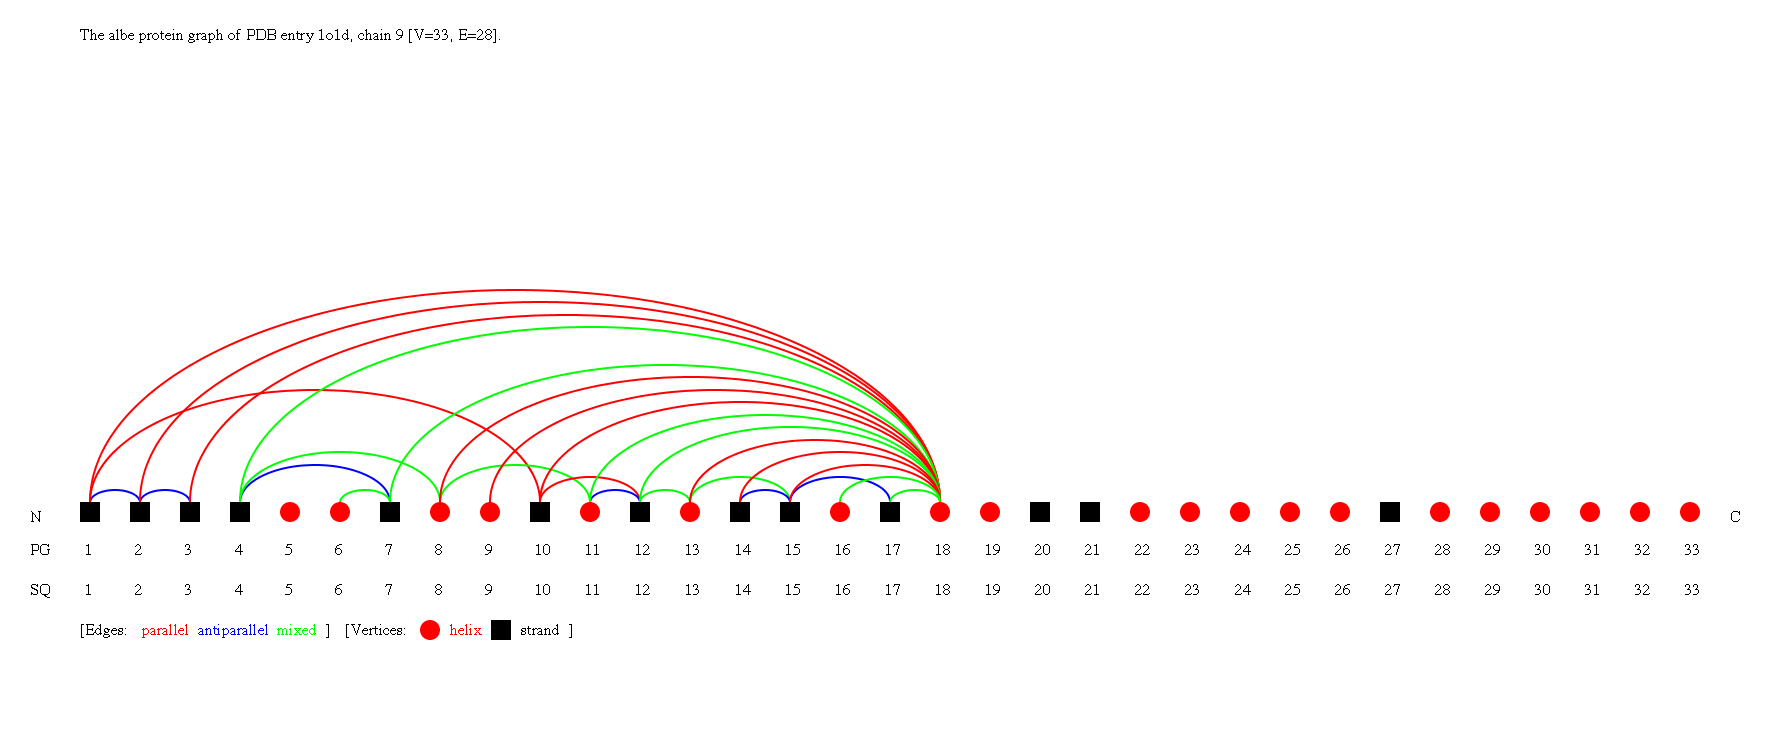 The albe protein graph of PDB entry 1o1d, chain 9 [V=33, E=28].
N C
PG 1 2 3 4 5 6 7 8 9 10 11 12 13 14 15 16 17 18 19 20 21 22 23 24 25 26 27 28 29 30 31 32 33
SQ 1 2 3 4 5 6 7 8 9 10 11 12 13 14 15 16 17 18 19 20 21 22 23 24 25 26 27 28 29 30 31 32 33
[Edges: parallel antiparallel mixed ] [Vertices: helix strand ]